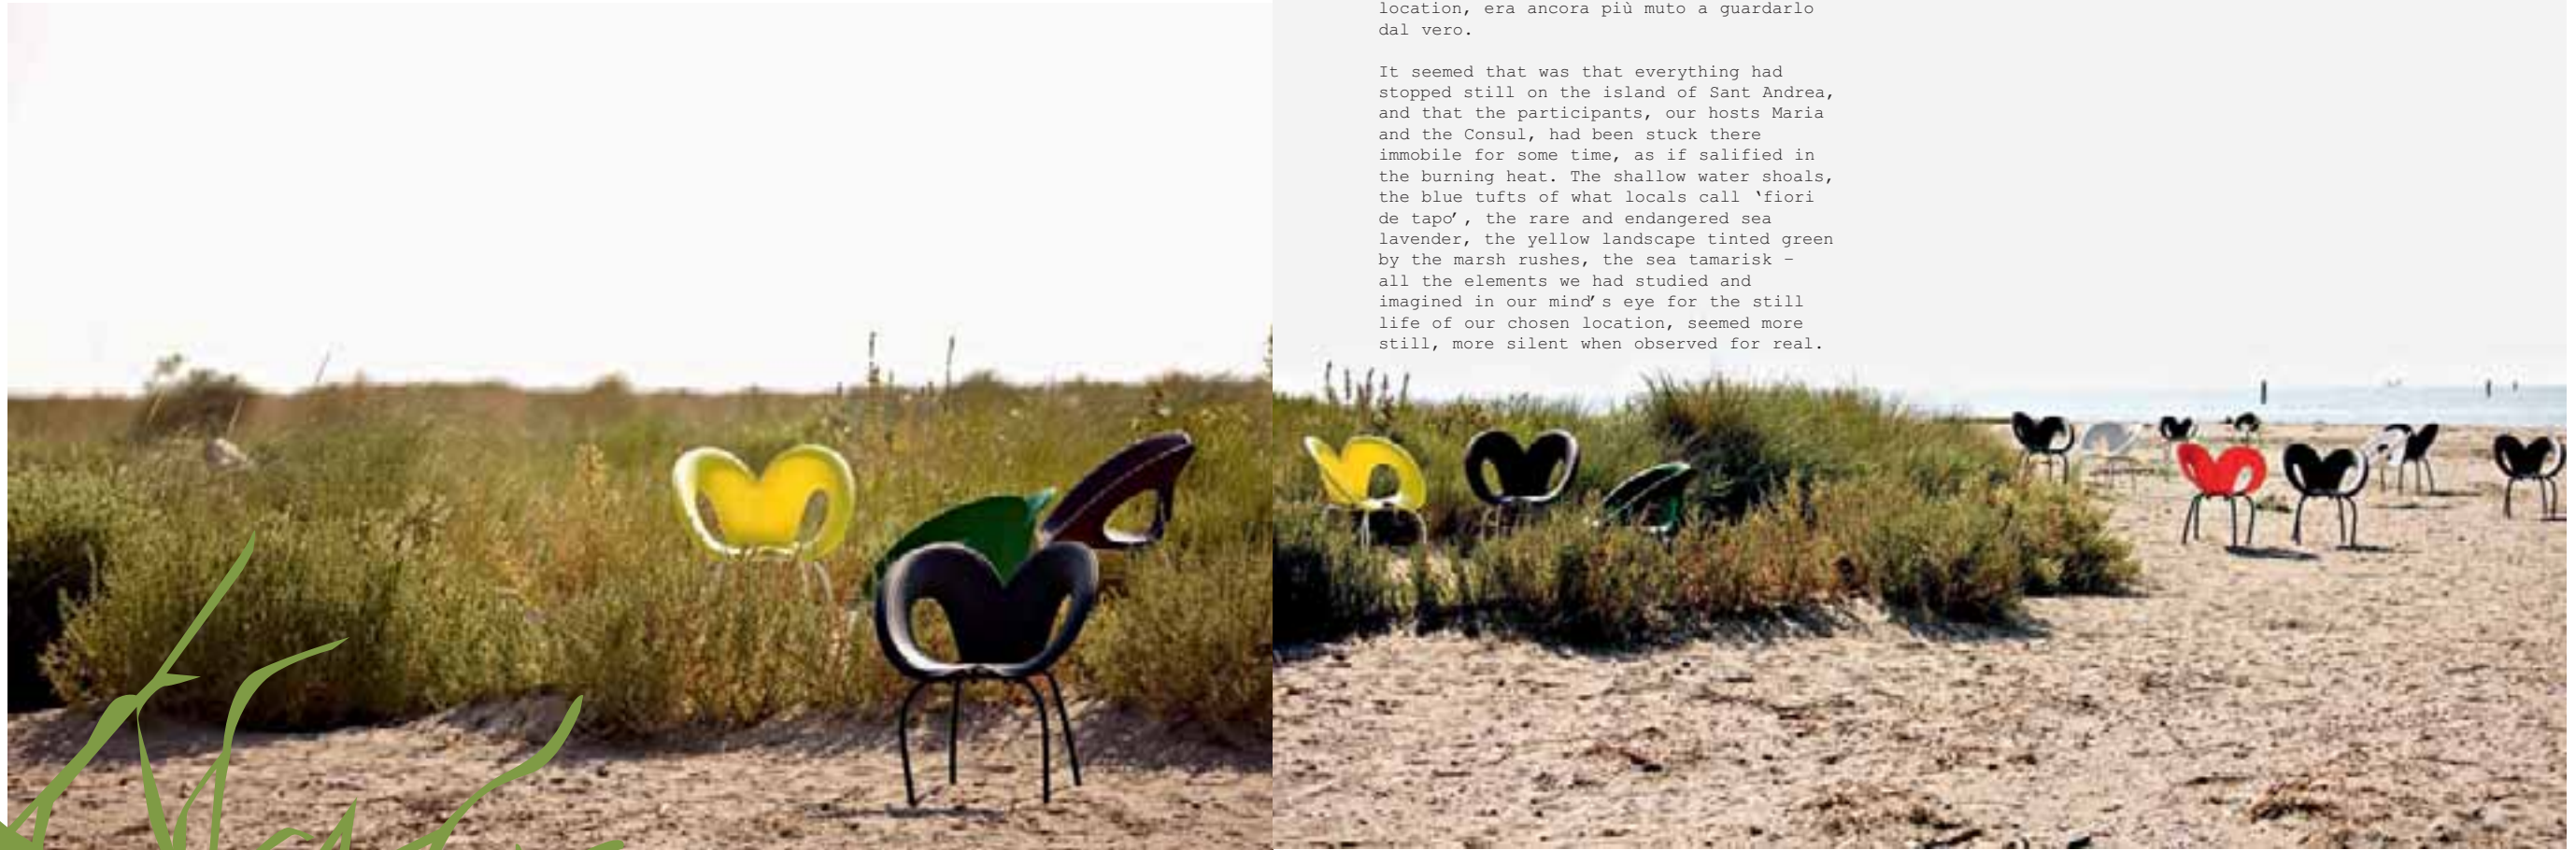 location, era ancora più muto a guardarlo
dal vero.
It seemed that was that everything had
stopped still on the island of Sant Andrea,
and that the participants, our hosts Maria
and the Consul, had been stuck there
immobile for some time, as if salified in
the burning heat. The shallow water shoals,
the blue tufts of what locals call ‘fiori
de tapo’, the rare and endangered sea
lavender, the yellow landscape tinted green
by the marsh rushes, the sea tamarisk –
all the elements we had studied and
imagined in our mind’s eye for the still
life of our chosen location, seemed more
still, more silent when observed for real.